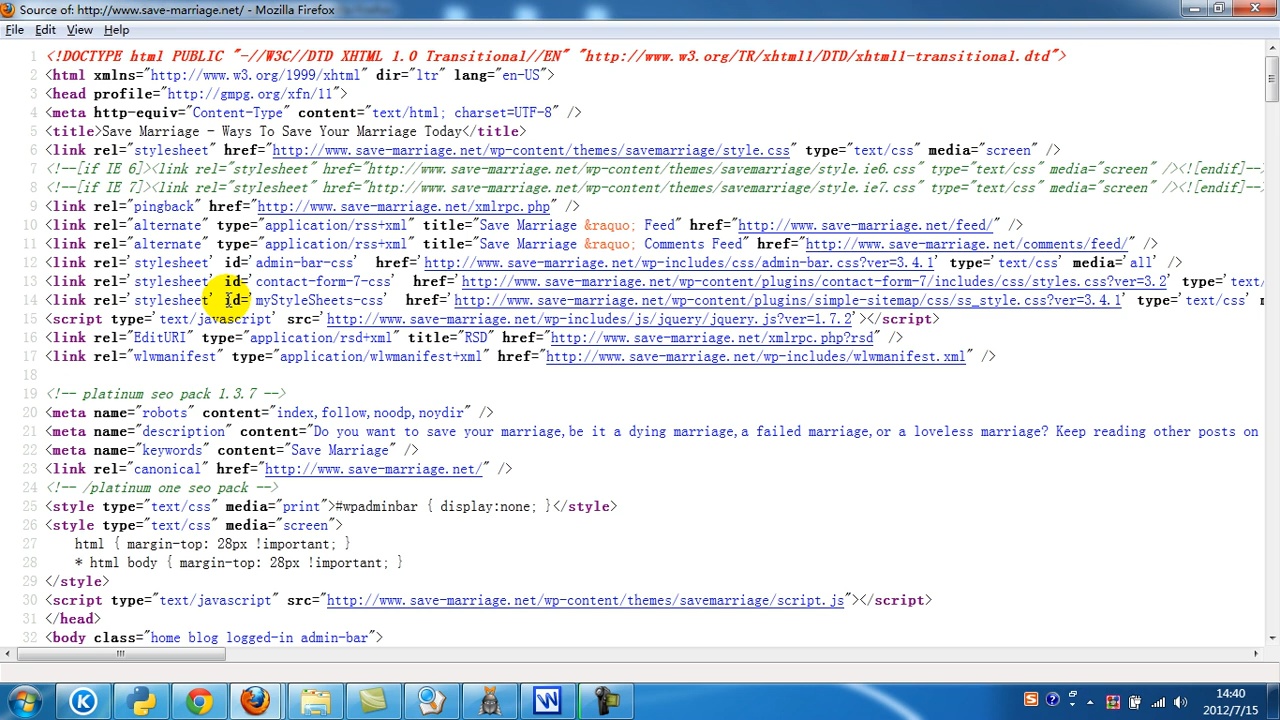 Source of: http://www.save-marriage.net/ - Mozilla Firefox
File Edit View Help
1 <!DOCTYPE html PUBLIC "-//W3C//DTD XHTML 1.0 Transitional//EN" "http://www.w3.org/TR/xhtml1/DTD/xhtml1-transitional.dtd">
2 <html xmlns="http://www.w3.org/1999/xhtml" dir="ltr" lang="en-US">
3 <head profile="http://gmpg.org/xfn/11">
4 <meta http-equiv="Content-Type" content="text/html; charset=UTF-8" />
5 <title>Save Marriage - Ways To Save Your Marriage Today</title>
6 <link rel="stylesheet" href="http://www.save-marriage.net/wp-content/themes/savemarriage/style.css" type="text/css" media="screen" />
7 <!--[if IE 6]><link rel="stylesheet" href="http://www.save-marriage.net/wp-content/themes/savemarriage/style.ie6.css" type="text/css" media="screen" /><![endif]--
8 <!--[if IE 7]><link rel="stylesheet" href="http://www.save-marriage.net/wp-content/themes/savemarriage/style.ie7.css" type="text/css" media="screen" /><![endif]--
9 <link rel="pingback" href="http://www.save-marriage.net/xmlrpc.php" />
10 <link rel="alternate" type="application/rss+xml" title="Save Marriage &raquo; Feed" href="http://www.save-marriage.net/feed/" />
11 <link rel="alternate" type="application/rss+xml" title="Save Marriage &raquo; Comments Feed" href="http://www.save-marriage.net/comments/feed/" />
12 <link rel='stylesheet' id='admin-bar-css' href='http://www.save-marriage.net/wp-includes/css/admin-bar.css?ver=3.4.1' type='text/css' media='all' />
13 <link rel='stylesheet' id='contact-form-7-css' href='http://www.save-marriage.net/wp-content/plugins/contact-form-7/includes/css/styles.css?ver=3.2' type='text
14 <link rel='stylesheet' id='myStyleSheets-css' href='http://www.save-marriage.net/wp-content/plugins/simple-sitemap/css/ss_style.css?ver=3.4.1' type='text/css' m
15 <script type='text/javascript' src='http://www.save-marriage.net/wp-includes/js/jquery/jquery.js?ver=1.7.2'></script>
16 <link rel="EditURI" type="application/rsd+xml" title="RSD" href="http://www.save-marriage.net/xmlrpc.php?rsd" />
17 <link rel="wlwmanifest" type="application/wlwmanifest+xml" href="http://www.save-marriage.net/wp-includes/wlwmanifest.xml" />
18
19 <!-- platinum seo pack 1.3.7 -->
20 <meta name="robots" content="index,follow,noodp,noydir" />
21 <meta name="description" content="Do you want to save your marriage,be it a dying marriage,a failed marriage,or a loveless marriage? Keep reading other posts on
22 <meta name="keywords" content="Save Marriage" />
23 <link rel="canonical" href="http://www.save-marriage.net/" />
24 <!-- /platinum one seo pack -->
25 <style type="text/css" media="print">#wpadminbar { display:none; }</style>
26 <style type="text/css" media="screen">
27 html { margin-top: 28px !important; }
28 * html body { margin-top: 28px !important; }
29 </style>
30 <script type="text/javascript" src="http://www.save-marriage.net/wp-content/themes/savemarriage/script.js"></script>
31 </head>
32 <body class="home blog logged-in admin-bar">
14:40
2012/7/15